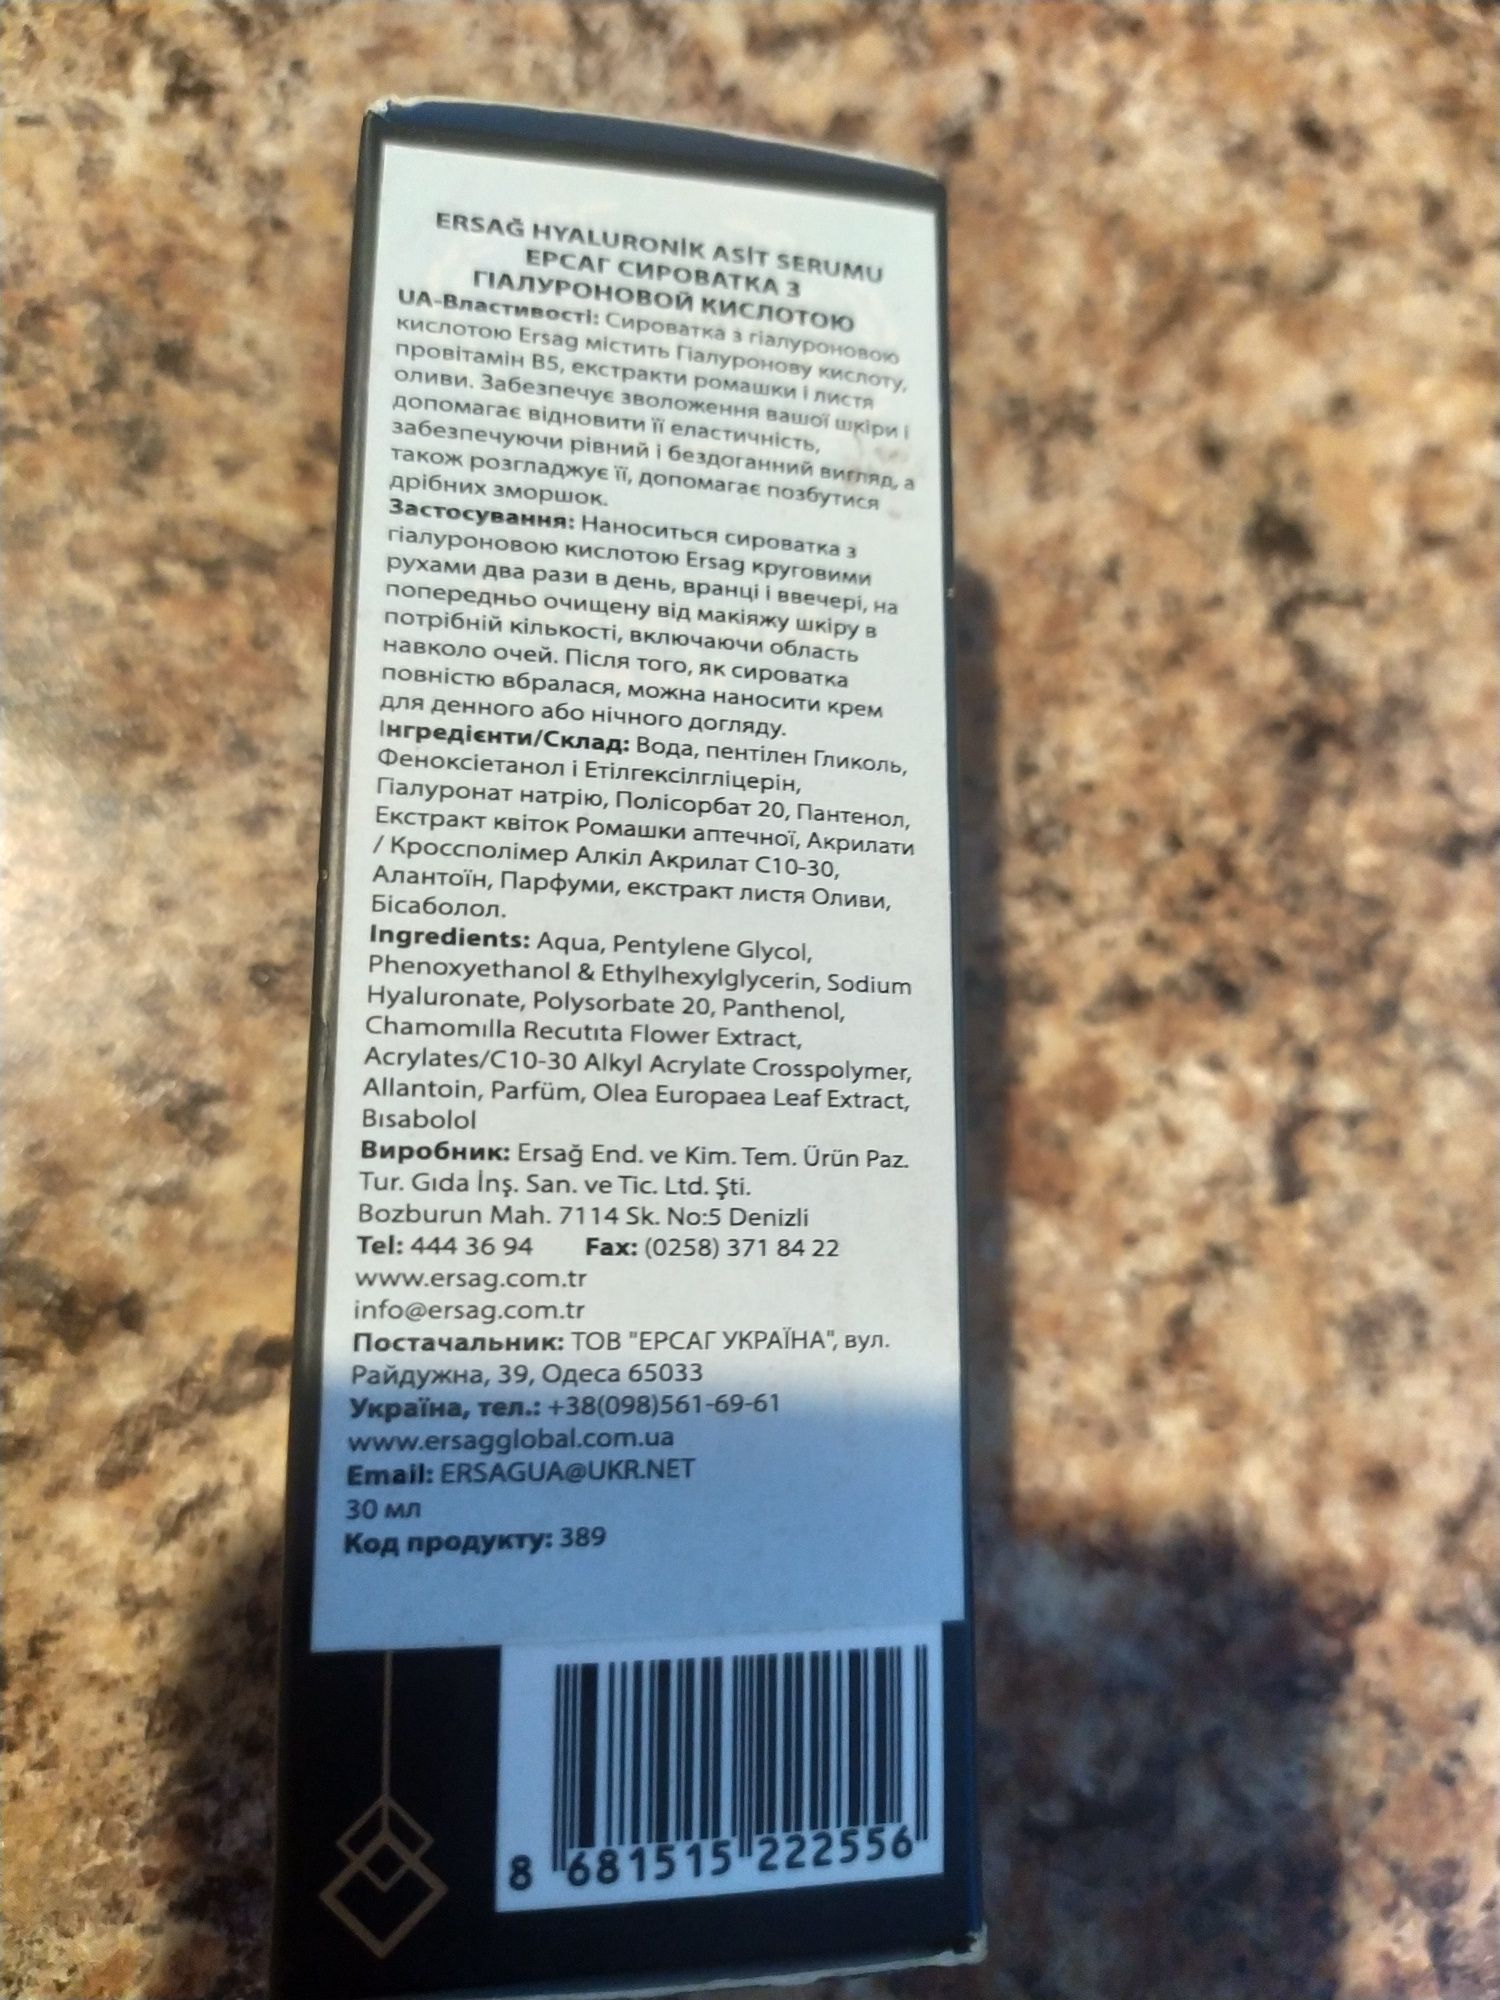 ERSAĞ HYALURONİK ASİT SERUMU
ЕРСАГ СИРОВАТКА З
ГІАЛУРОНОВОЙ КИСЛОТОЮ
UA-Властивості: Сироватка з гіалуроновою
кислотою Ersag містить Гіалуронову кислоту,
провітамін B5, екстракти ромашки і листя
оливи. Забезпечує зволоження вашої шкіри і
допомагає відновити її еластичність,
забезпечуючи рівний і бездоганний вигляд, а
також розгладжує її, допомагає позбутися
дрібних зморшок.
Застосування: Наноситься сироватка з
гіалуроновою кислотою Ersag круговими
рухами два рази в день, вранці і ввечері, на
попередньо очищену від макіяжу шкіру в
потрібній кількості, включаючи область
навколо очей. Після того, як сироватка
повністю вбралася, можна наносити крем
для денного або нічного догляду.
Інгредієнти/Склад: Вода, пентілен Гликоль,
Феноксіетанол і Етілгексілгліцерін,
Гіалуронат натрію, Полісорбат 20, Пантенол,
Екстракт квіток Ромашки аптечної, Акрилати
/ Кроссполімер Алкіл Акрилат С10-30,
Алантоїн, Парфуми, екстракт листя Оливи,
Бісаболол.
Ingredients: Aqua, Pentylene Glycol,
Phenoxyethanol & Ethylhexylglycerin, Sodium
Hyaluronate, Polysorbate 20, Panthenol,
Chamomılla Recutıta Flower Extract,
Acrylates/C10-30 Alkyl Acrylate Crosspolymer,
Allantoin, Parfüm, Olea Europaea Leaf Extract,
Bısabolol
Виробник: Ersağ End. ve Kim. Tem. Ürün Paz.
Tur. Gıda İnş. San. ve Tic. Ltd. Şti.
Bozburun Mah. 7114 Sk. No:5 Denizli
Tel: 444 36 94 Fax: (0258) 371 84 22
www.ersag.com.tr
info@ersag.com.tr
Постачальник: ТОВ "ЕРСАГ УКРАЇНА", вул.
Райдужна, 39, Одеса 65033
Україна, тел.: +38(098)561-69-61
www.ersagglobal.com.ua
Email: ERSAGUA@UKR.NET
30 мл
Код продукту: 389
8 681515 222556